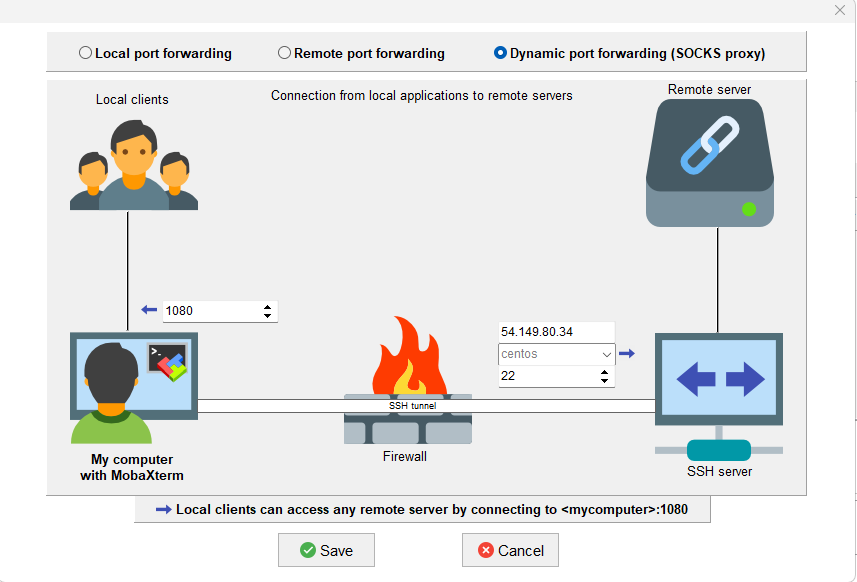 Local port forwarding
Remote port forwarding
Dynamic port forwarding (SOCKS proxy)
Local clients
Connection from local applications to remote servers
Remote server
1080
54.149.80.34
centos
22
SSH tunnel
Firewall
My computer
with MobaXterm
SSH server
Local clients can access any remote server by connecting to <mycomputer>:1080
Save
Cancel